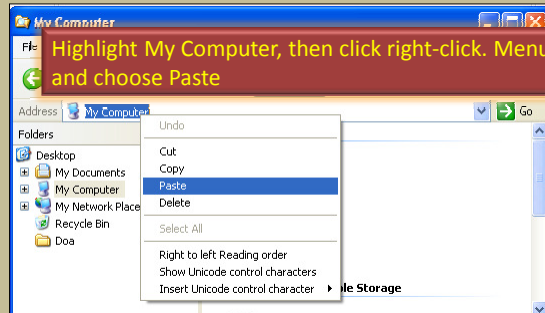 My Computer
File
Highlight My Computer, then click right-click. Menu
and choose Paste
Address My Computer
Go
Folders
Desktop
My Documents
My Computer
My Network Place
Recycle Bin
Doa
Undo
Cut
Copy
Paste
Delete
Select All
Right to left Reading order
Show Unicode control characters
Insert Unicode control character
le Storage